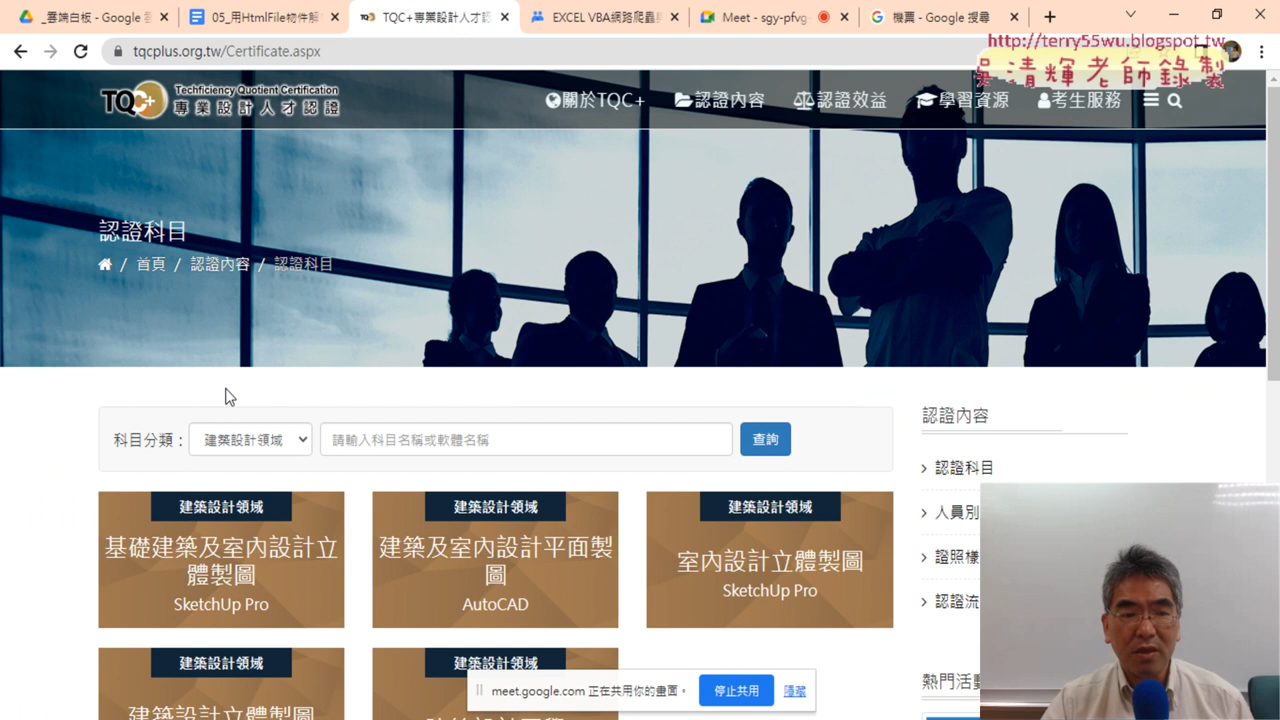 _雲端白板 - Google 雲
05_用HtmlFile物件解
TQC+專業設計人才認
EXCEL VBA網路爬蟲
Meet - sgy-pfvg-
機票 - Google 搜尋
tqcplus.org.tw/Certificate.aspx
http://terry55wu.blogspot.tw
吳清輝老師錄製
TQC+
Techficiency Quotient Certification
專業設計人才認證
關於TQC+
認證內容
認證效益
學習資源
考生服務
認證科目
/ 首頁 / 認證內容 / 認證科目
科目分類：
建築設計領域
請輸入科目名稱或軟體名稱
查詢
認證內容
認證科目
人員別
證照樣
認證流
熱門活動
建築設計領域
基礎建築及室內設計立
體製圖
SketchUp Pro
建築設計領域
建築及室內設計平面製
圖
AutoCAD
建築設計領域
室內設計立體製圖
SketchUp Pro
建築設計領域
建築設計立體製圖
建築設計領域
meet.google.com 正在共用你的畫面。
停止共用
隱藏